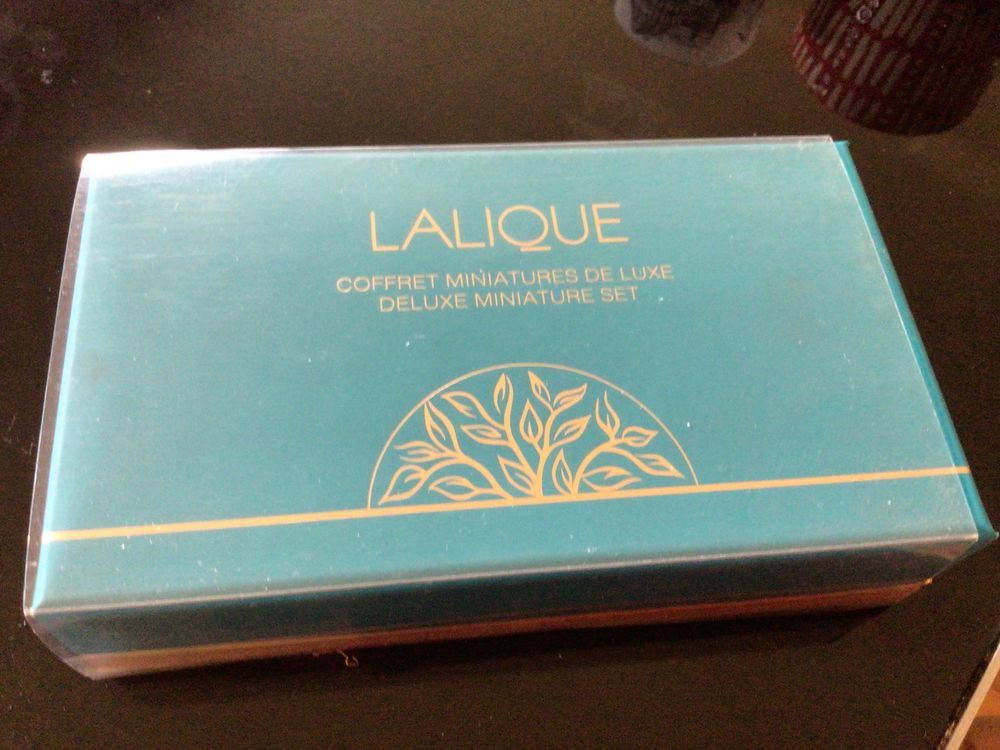 LALIQUE
COFFRET MINIATURES DE LUXE
DELUXE MINIATURE SET